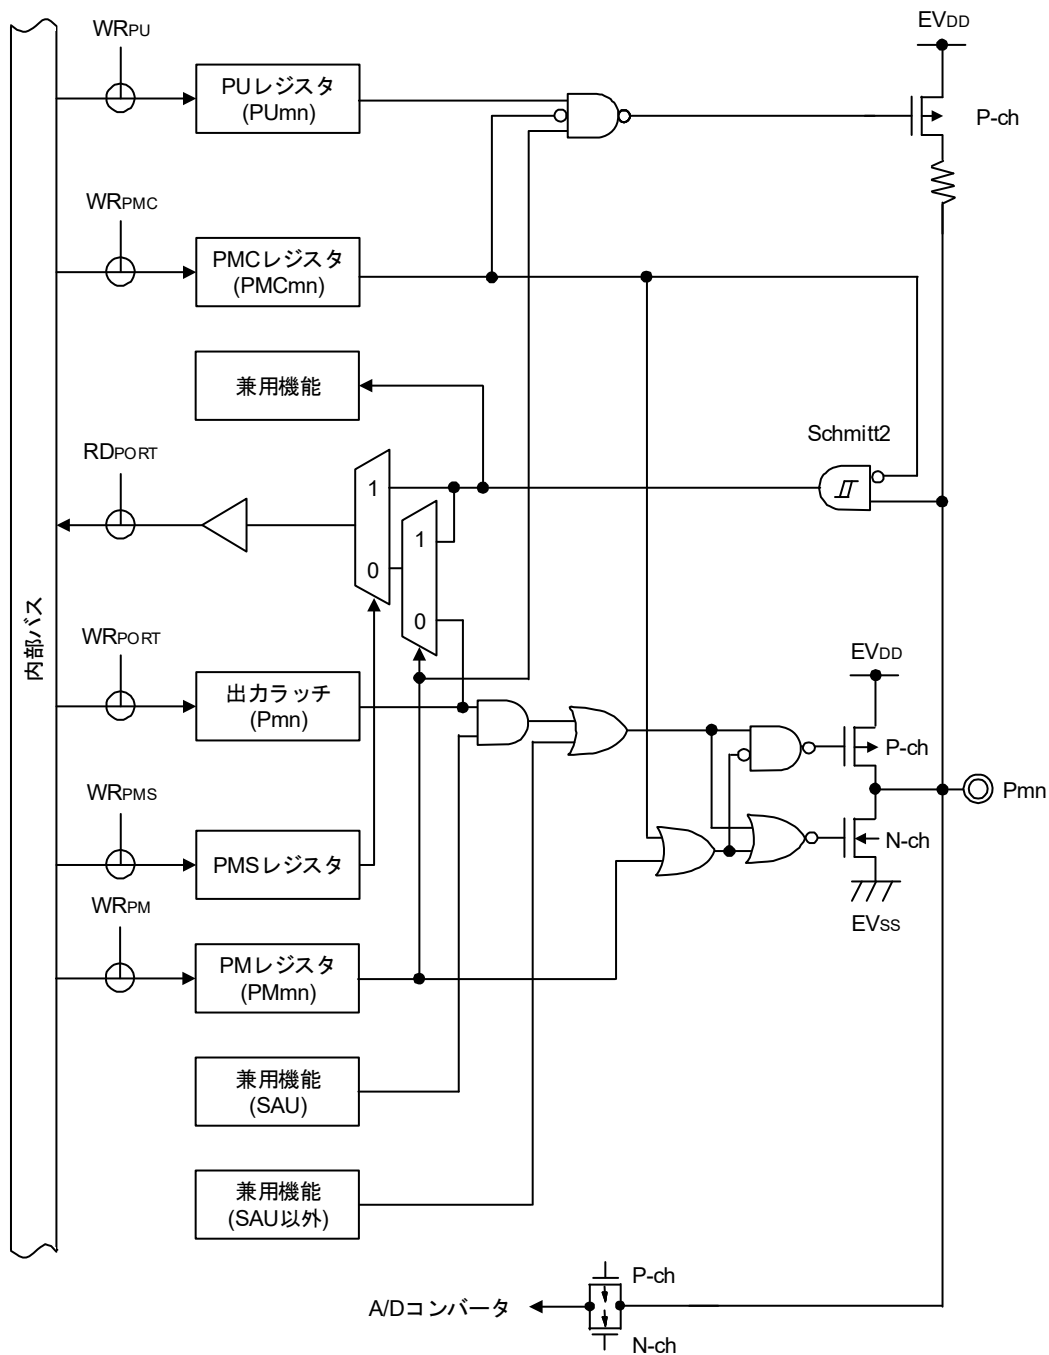 WRPU
EVDD
PUレジスタ
(PUmn)
P-ch
WRPMC
PMCレジスタ
(PMCmn)
兼用機能
Schmitt2
RDPORT
1
0
1
0
内部バス
WRPORT
出力ラッチ
(Pmn)
EVDD
P-ch
Pmn
WRPMS
PMSレジスタ
N-ch
EVSS
WRPM
PMレジスタ
(PMmn)
兼用機能
(SAU)
兼用機能
(SAU以外)
P-ch
A/Dコンバータ
N-ch